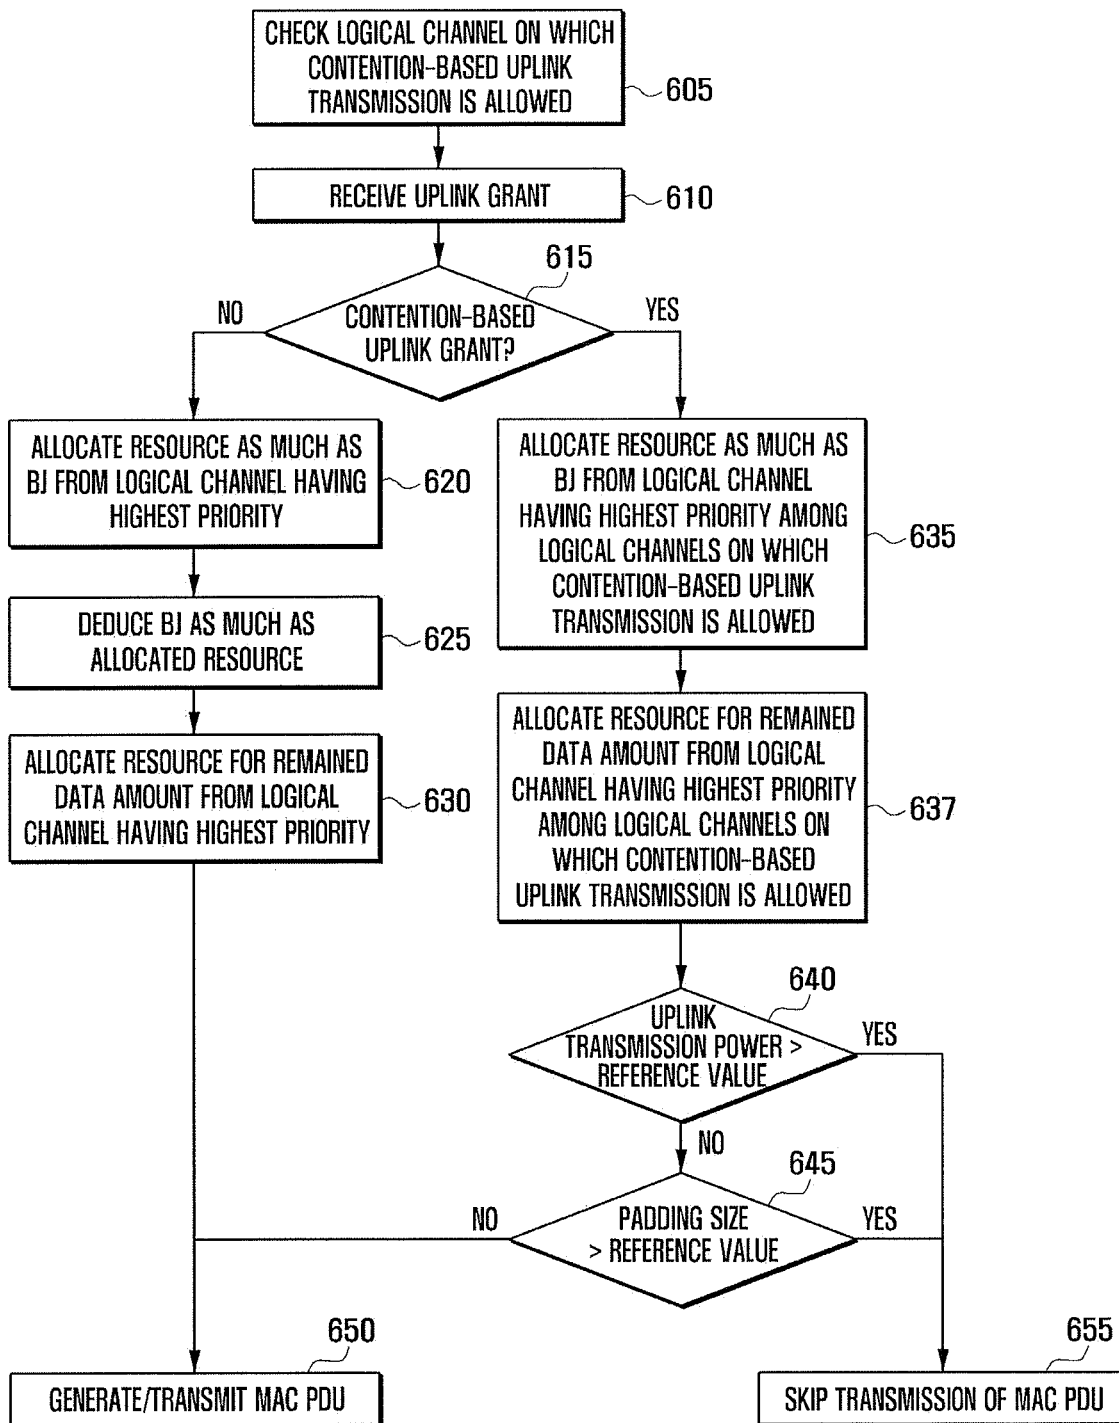 CHECK LOGICAL CHANNEL ON WHICH
CONTENTION-BASED UPLINK
TRANSMISSION IS ALLOWED
605
RECEIVE UPLINK GRANT
610
615
CONTENTION-BASED
UPLINK GRANT?
NO
YES
ALLOCATE RESOURCE AS MUCH AS
BJ FROM LOGICAL CHANNEL HAVING
HIGHEST PRIORITY
620
DEDUCE BJ AS MUCH AS
ALLOCATED RESOURCE
625
ALLOCATE RESOURCE FOR REMAINED
DATA AMOUNT FROM LOGICAL
CHANNEL HAVING HIGHEST PRIORITY
630
ALLOCATE RESOURCE AS MUCH AS
BJ FROM LOGICAL CHANNEL
HAVING HIGHEST PRIORITY AMONG
LOGICAL CHANNELS ON WHICH
CONTENTION-BASED UPLINK
TRANSMISSION IS ALLOWED
635
ALLOCATE RESOURCE FOR REMAINED
DATA AMOUNT FROM LOGICAL
CHANNEL HAVING HIGHEST PRIORITY
AMONG LOGICAL CHANNELS ON
WHICH CONTENTION-BASED
UPLINK TRANSMISSION IS ALLOWED
637
640
UPLINK
TRANSMISSION POWER >
REFERENCE VALUE
YES
NO
645
PADDING SIZE
> REFERENCE VALUE
NO
YES
650
GENERATE/TRANSMIT MAC PDU
655
SKIP TRANSMISSION OF MAC PDU